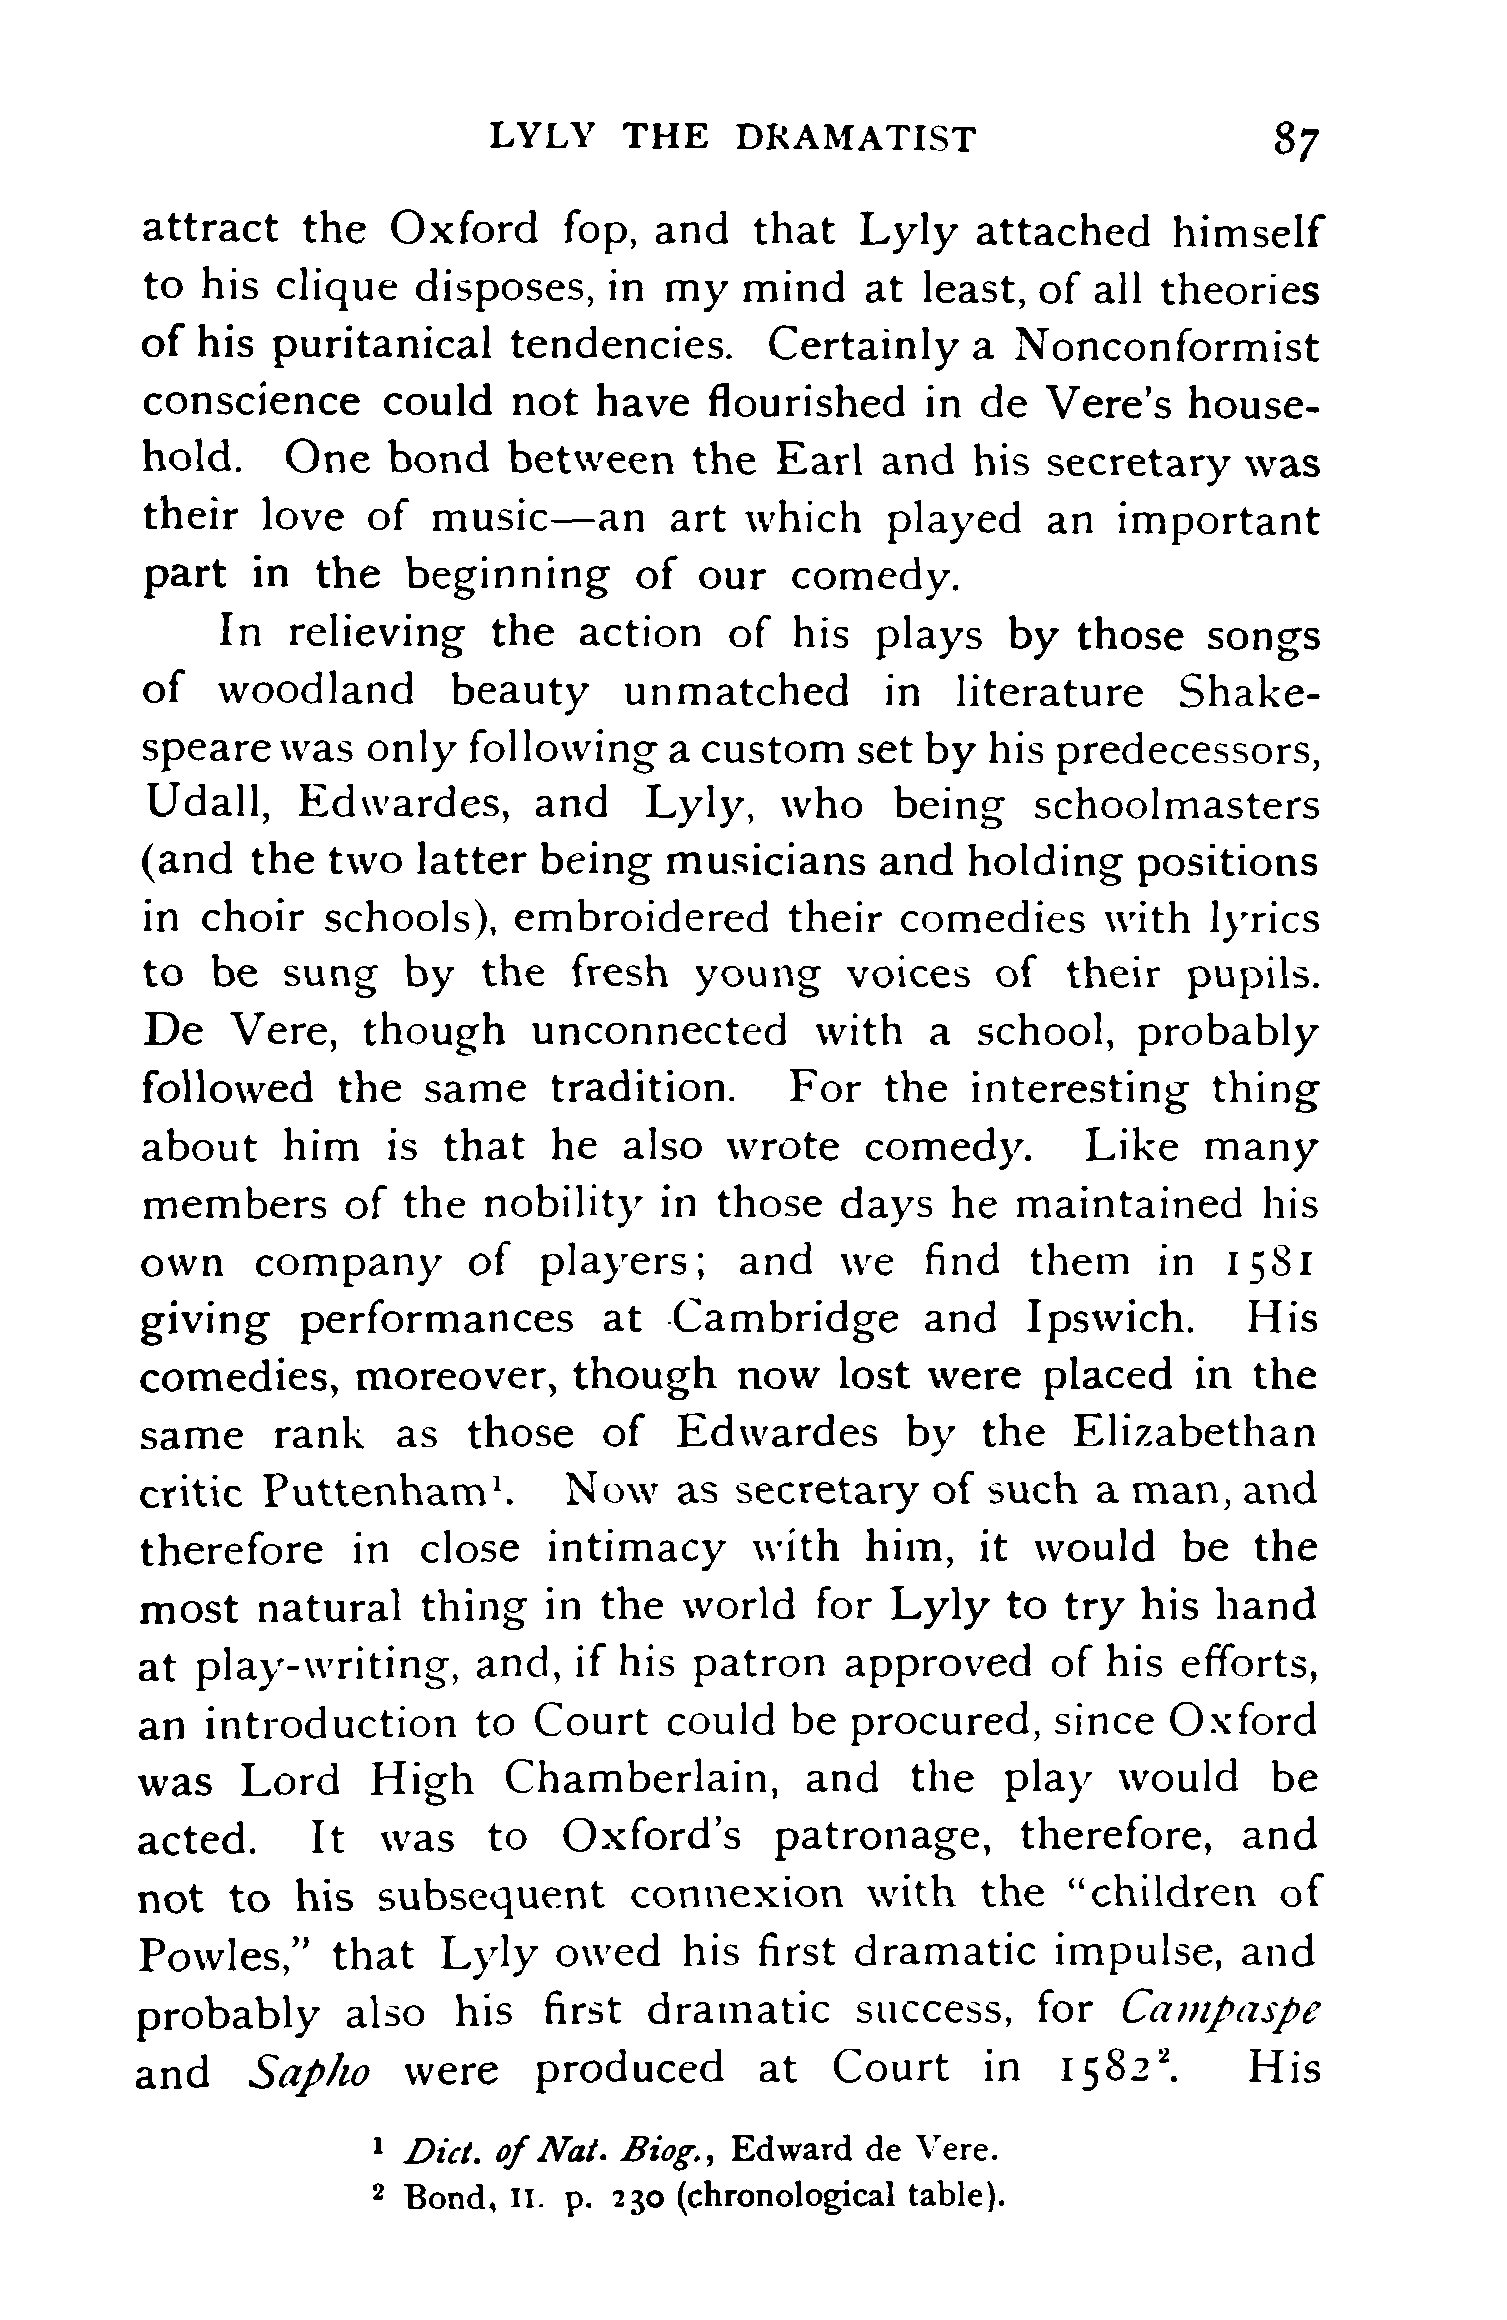 LYLY THE DRAMATIST 87
attract the Oxford fop, and that Lyly attached himself
to his clique disposes, in my mind at least, of all theories
of his puritanical tendencies. Certainly a Nonconformist
conscience could not have flourished in de Vere's house-
hold. One bond between the Earl and his secretary was
their love of music—an art which played an important
part in the beginning of our comedy.
In relieving the action of his plays by those songs
of woodland beauty unmatched in literature Shake-
speare was only following a custom set by his predecessors,
Udall, Edwardes, and Lyly, who being schoolmasters
(and the two latter being musicians and holding positions
in choir schools), embroidered their comedies with lyrics
to be sung by the fresh young voices of their pupils.
De Vere, though unconnected with a school, probably
followed the same tradition. For the interesting thing
about him is that he also wrote comedy. Like many
members of the nobility in those days he maintained his
own company of players; and we find them in 1581
giving performances at Cambridge and Ipswich. His
comedies, moreover, though now lost were placed in the
same rank as those of Edwardes by the Elizabethan
critic Puttenham¹. Now as secretary of such a man, and
therefore in close intimacy with him, it would be the
most natural thing in the world for Lyly to try his hand
at play-writing, and, if his patron approved of his efforts,
an introduction to Court could be procured, since Oxford
was Lord High Chamberlain, and the play would be
acted. It was to Oxford's patronage, therefore, and
not to his subsequent connexion with the "children of
Powles," that Lyly owed his first dramatic impulse, and
probably also his first dramatic success, for Campaspe
and Sapho were produced at Court in 1582². His
¹ Dict. of Nat. Biog., Edward de Vere.
² Bond, II. p. 230 (chronological table).